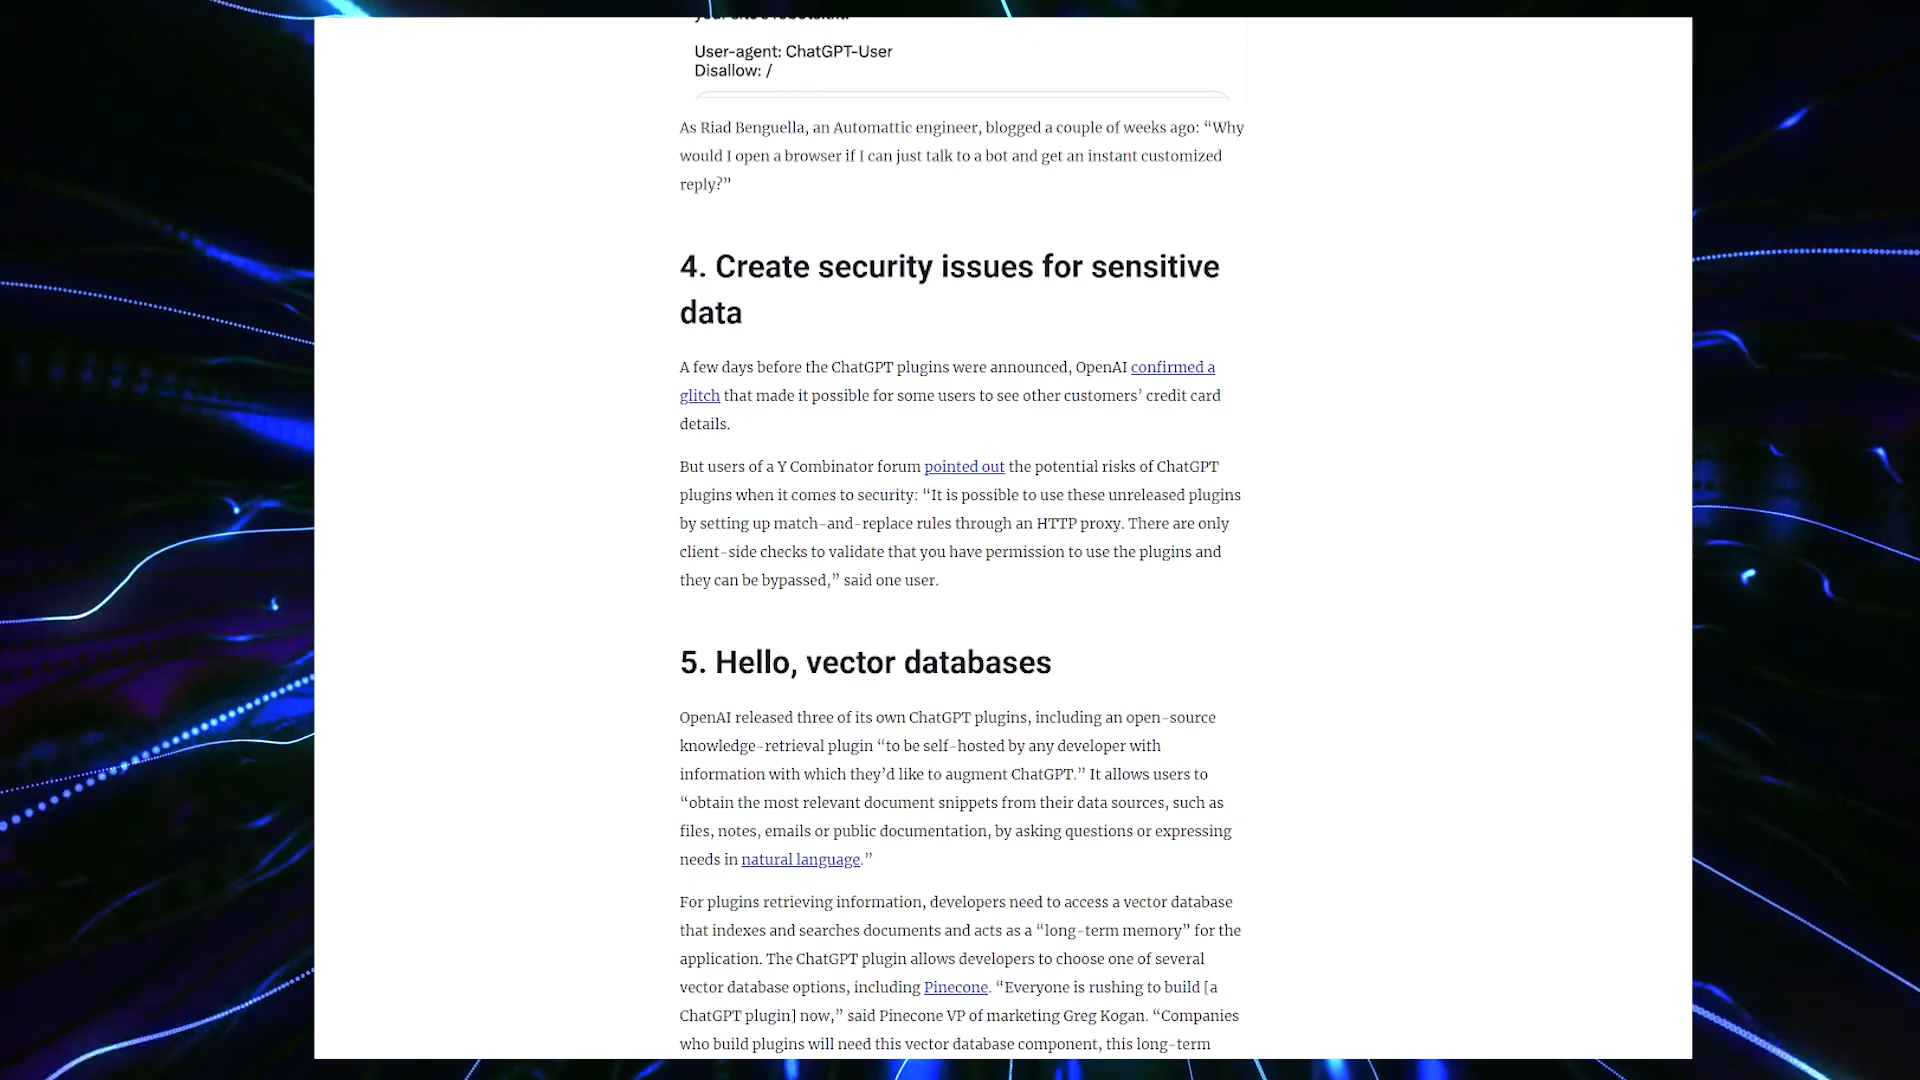 User-agent: ChatGPT-User
Disallow: /
As Riad Benguella, an Automattic engineer, blogged a couple of weeks ago: “Why
would I open a browser if I can just talk to a bot and get an instant customized
reply?”
4. Create security issues for sensitive
data
A few days before the ChatGPT plugins were announced, OpenAI confirmed a
glitch that made it possible for some users to see other customers’ credit card
details.
But users of a Y Combinator forum pointed out the potential risks of ChatGPT
plugins when it comes to security: “It is possible to use these unreleased plugins
by setting up match-and-replace rules through an HTTP proxy. There are only
client-side checks to validate that you have permission to use the plugins and
they can be bypassed,” said one user.
5. Hello, vector databases
OpenAI released three of its own ChatGPT plugins, including an open-source
knowledge-retrieval plugin “to be self-hosted by any developer with
information with which they’d like to augment ChatGPT.” It allows users to
“obtain the most relevant document snippets from their data sources, such as
files, notes, emails or public documentation, by asking questions or expressing
needs in natural language.”
For plugins retrieving information, developers need to access a vector database
that indexes and searches documents and acts as a “long-term memory” for the
application. The ChatGPT plugin allows developers to choose one of several
vector database options, including Pinecone. “Everyone is rushing to build [a
ChatGPT plugin] now,” said Pinecone VP of marketing Greg Kogan. “Companies
who build plugins will need this vector database component, this long-term